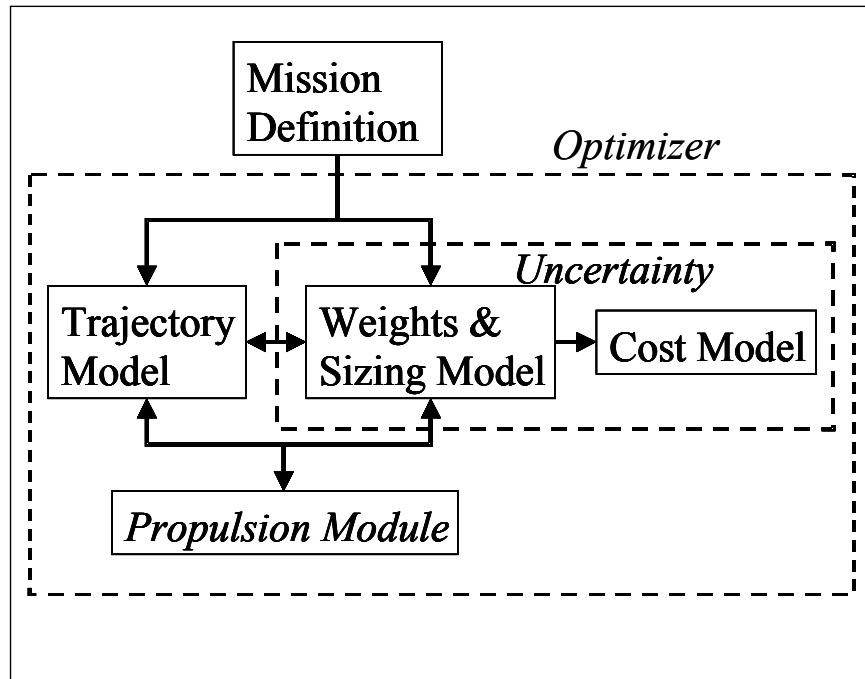 Mission
Definition
Optimizer
Uncertainty
Trajectory
Model
Weights &
Sizing Model
Cost Model
Propulsion Module